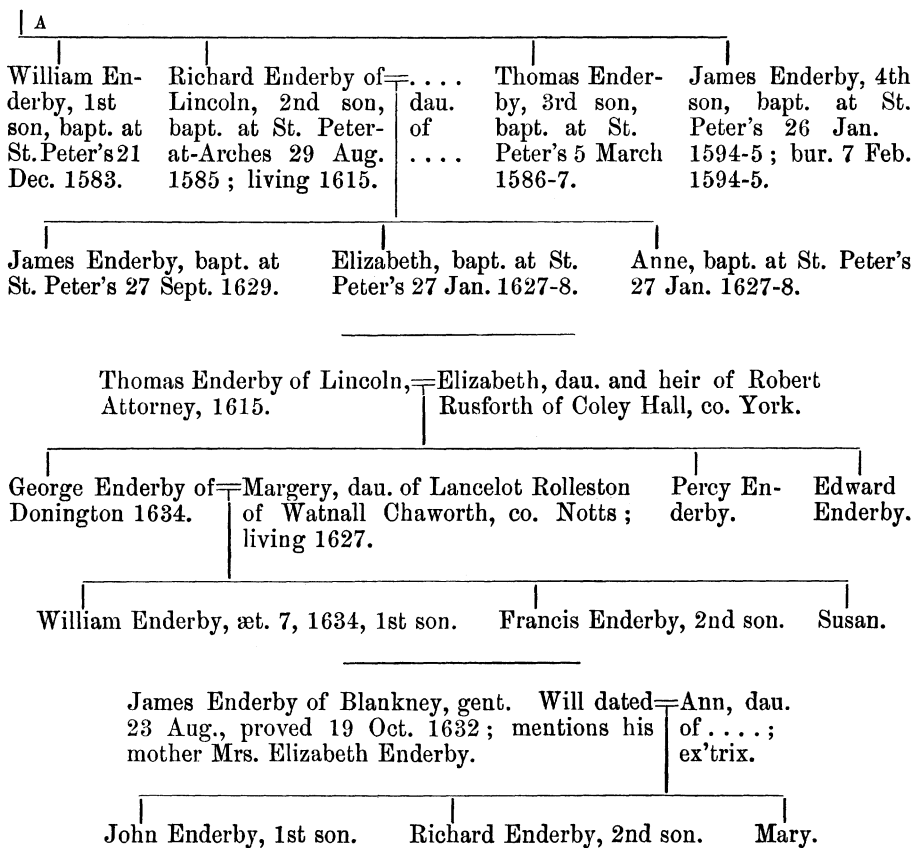 A
William En-
derby, 1st
son, bapt. at
St. Peter's 21
Dec. 1583.
Richard Enderby of
Lincoln, 2nd son,
bapt. at St. Peter-
at-Arches 29 Aug.
1585 ; living 1615.
. . . .
dau.
of
. . . .
Thomas Ender-
by, 3rd son,
bapt. at St.
Peter's 5 March
1586-7.
James Enderby, 4th
son, bapt. at St.
Peter's 26 Jan.
1594-5 ; bur. 7 Feb.
1594-5.
James Enderby, bapt. at
St. Peter's 27 Sept. 1629.
Elizabeth, bapt. at St.
Peter's 27 Jan. 1627-8.
Anne, bapt. at St. Peter's
27 Jan. 1627-8.
Thomas Enderby of Lincoln,
Attorney, 1615.
Elizabeth, dau. and heir of Robert
Rusforth of Coley Hall, co. York.
George Enderby of
Donington 1634.
Margery, dau. of Lancelot Rolleston
of Watnall Chaworth, co. Notts ;
living 1627.
Percy En-
derby.
Edward
Enderby.
William Enderby, æt. 7, 1634, 1st son.
Francis Enderby, 2nd son.
Susan.
James Enderby of Blankney, gent. Will dated
23 Aug., proved 19 Oct. 1632 ; mentions his
mother Mrs. Elizabeth Enderby.
Ann, dau.
of . . . . ;
ex'trix.
John Enderby, 1st son.
Richard Enderby, 2nd son.
Mary.